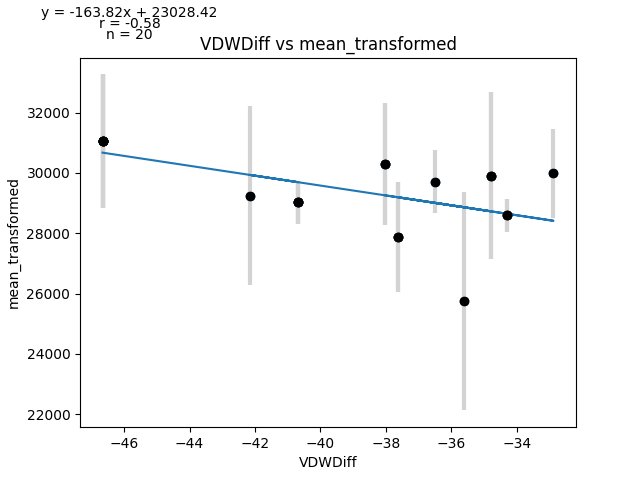 y = -163.82x + 23028.42
r = -0.58
n = 20
VDWDiff vs mean_transformed
mean_transformed
32000
30000
28000
26000
24000
22000
−46
−44
−42
−40
−38
−36
−34
VDWDiff